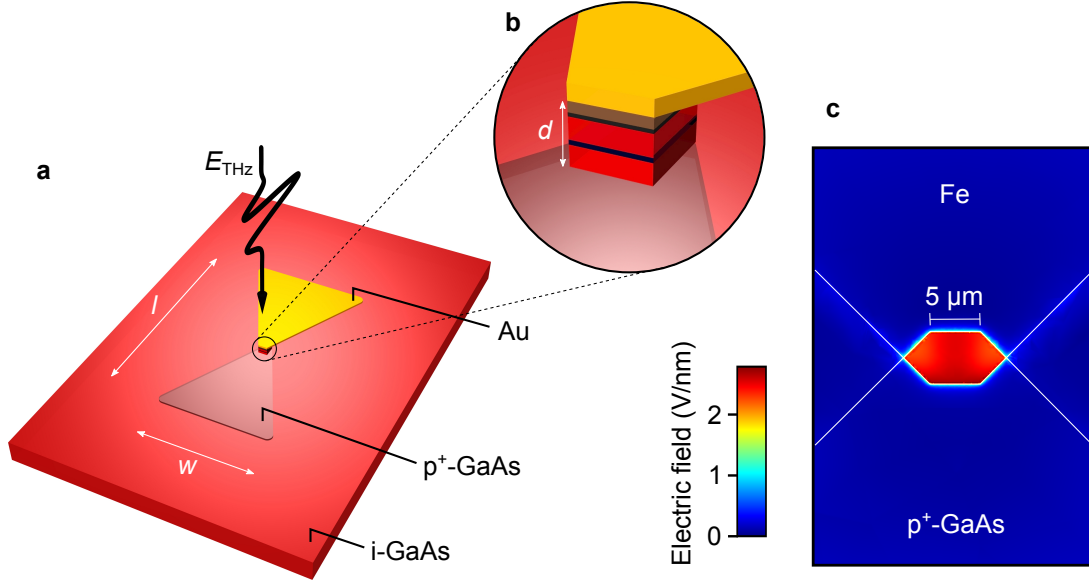 a
E_THz
l
w
Au
p⁺-GaAs
i-GaAs
b
d
c
Fe
5 μm
p⁺-GaAs
Electric field (V/nm)
2
1
0